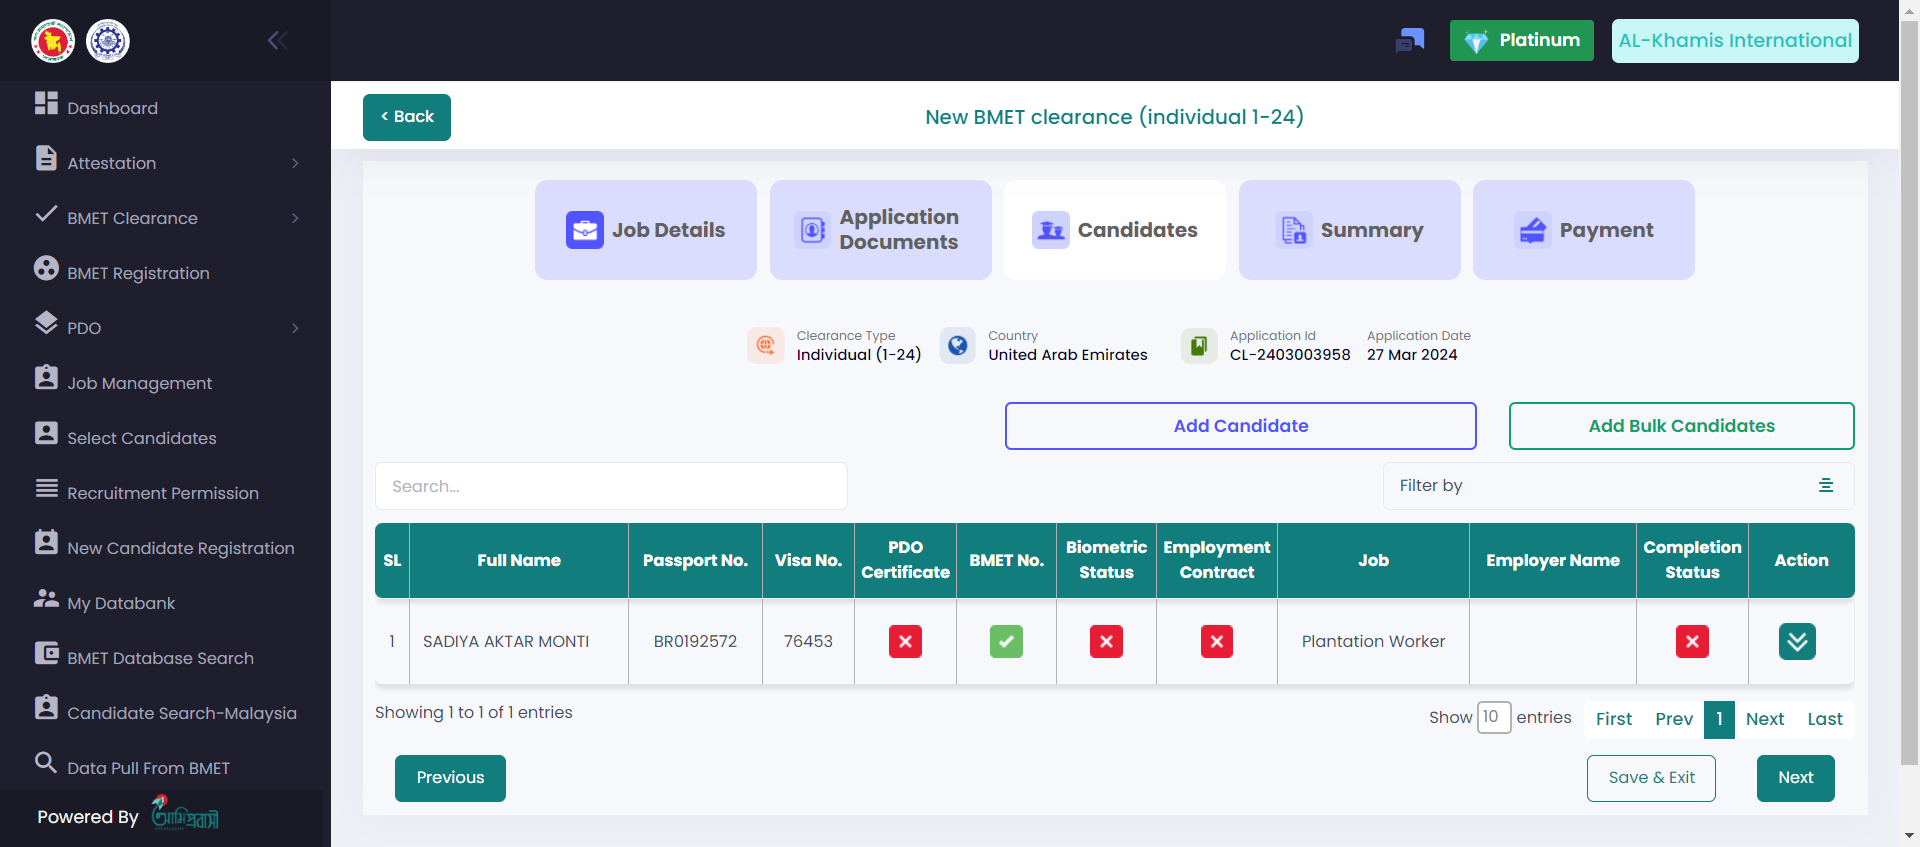 Platinum
AL-Khamis International
Dashboard
Attestation
BMET Clearance
BMET Registration
PDO
Job Management
Select Candidates
Recruitment Permission
New Candidate Registration
My Databank
BMET Database Search
Candidate Search-Malaysia
Data Pull From BMET
Powered By
আমি প্রবাসী
< Back
New BMET clearance (individual 1-24)
Job Details
Application
Documents
Candidates
Summary
Payment
Clearance Type
Individual (1-24)
Country
United Arab Emirates
Application Id
CL-2403003958
Application Date
27 Mar 2024
Add Candidate
Add Bulk Candidates
Search...
Filter by
SL Full Name Passport No. Visa No. PDO Certificate BMET No. Biometric Status Employment Contract Job Employer Name Completion Status Action
1 SADIYA AKTAR MONTI BR0192572 76453 Plantation Worker
Showing 1 to 1 of 1 entries
Show 10 entries First Prev 1 Next Last
Previous
Save & Exit
Next